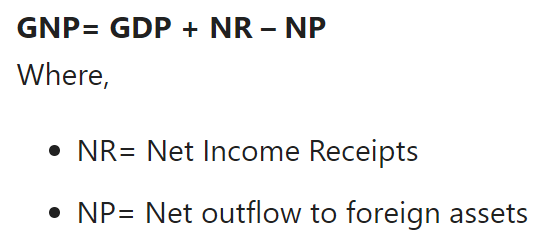 GNP= GDP + NR – NP
Where,
• NR= Net Income Receipts
• NP= Net outflow to foreign assets